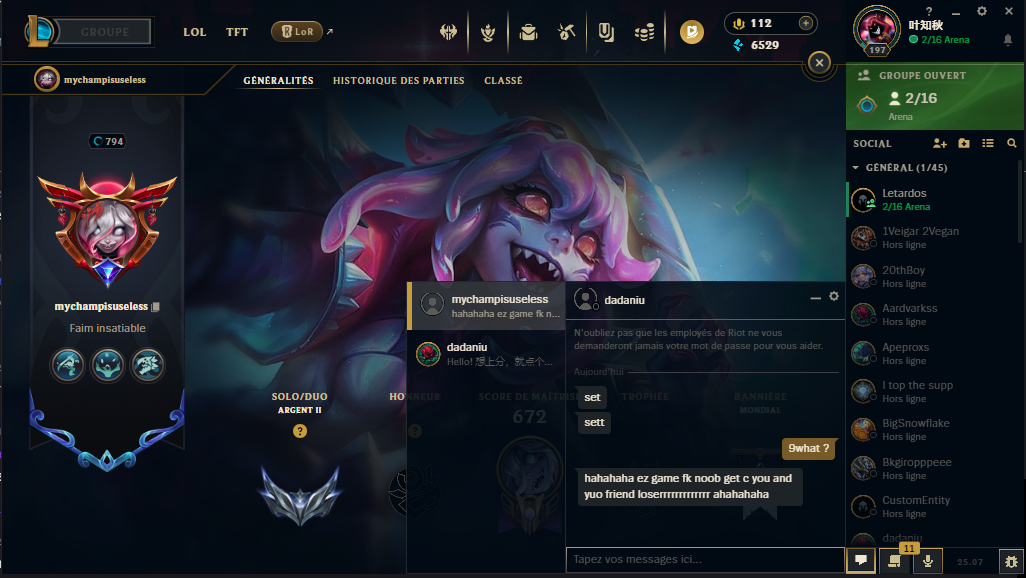 GROUPE
LOL
TFT
LoR
112
6529
叶知秋
2/16 Arena
197
mychampisuseless
GÉNÉRALITÉS
HISTORIQUE DES PARTIES
CLASSÉ
GROUPE OUVERT
2/16
Arena
SOCIAL
GÉNÉRAL (1/45)
Letardos
2/16 Arena
1Veigar 2Vegan
Hors ligne
20thBoy
Hors ligne
Aardvarkss
Hors ligne
Apeproxs
Hors ligne
I top the supp
Hors ligne
BigSnowflake
Hors ligne
Bkgiropppeee
Hors ligne
CustomEntity
Hors ligne
dadaniu
794
mychampisuseless
Faim insatiable
SOLO/DUO
ARGENT II
?
HONNEUR
?
SCORE DE MAÎTRISE
672
TROPHÉE
BANNIÈRE
MONDIAL
mychampisuseless
hahahaha ez game fk n...
dadaniu
Hello! 想上分，就点个...
dadaniu
N'oubliez pas que les employés de Riot ne vous
demanderont jamais votre mot de passe pour vous aider.
Aujourd'hui
set
sett
9what ?
hahahaha ez game fk noob get c you and
yuo friend loserrrrrrrrrrrrr ahahahaha
Tapez vos messages ici...
11
25.07